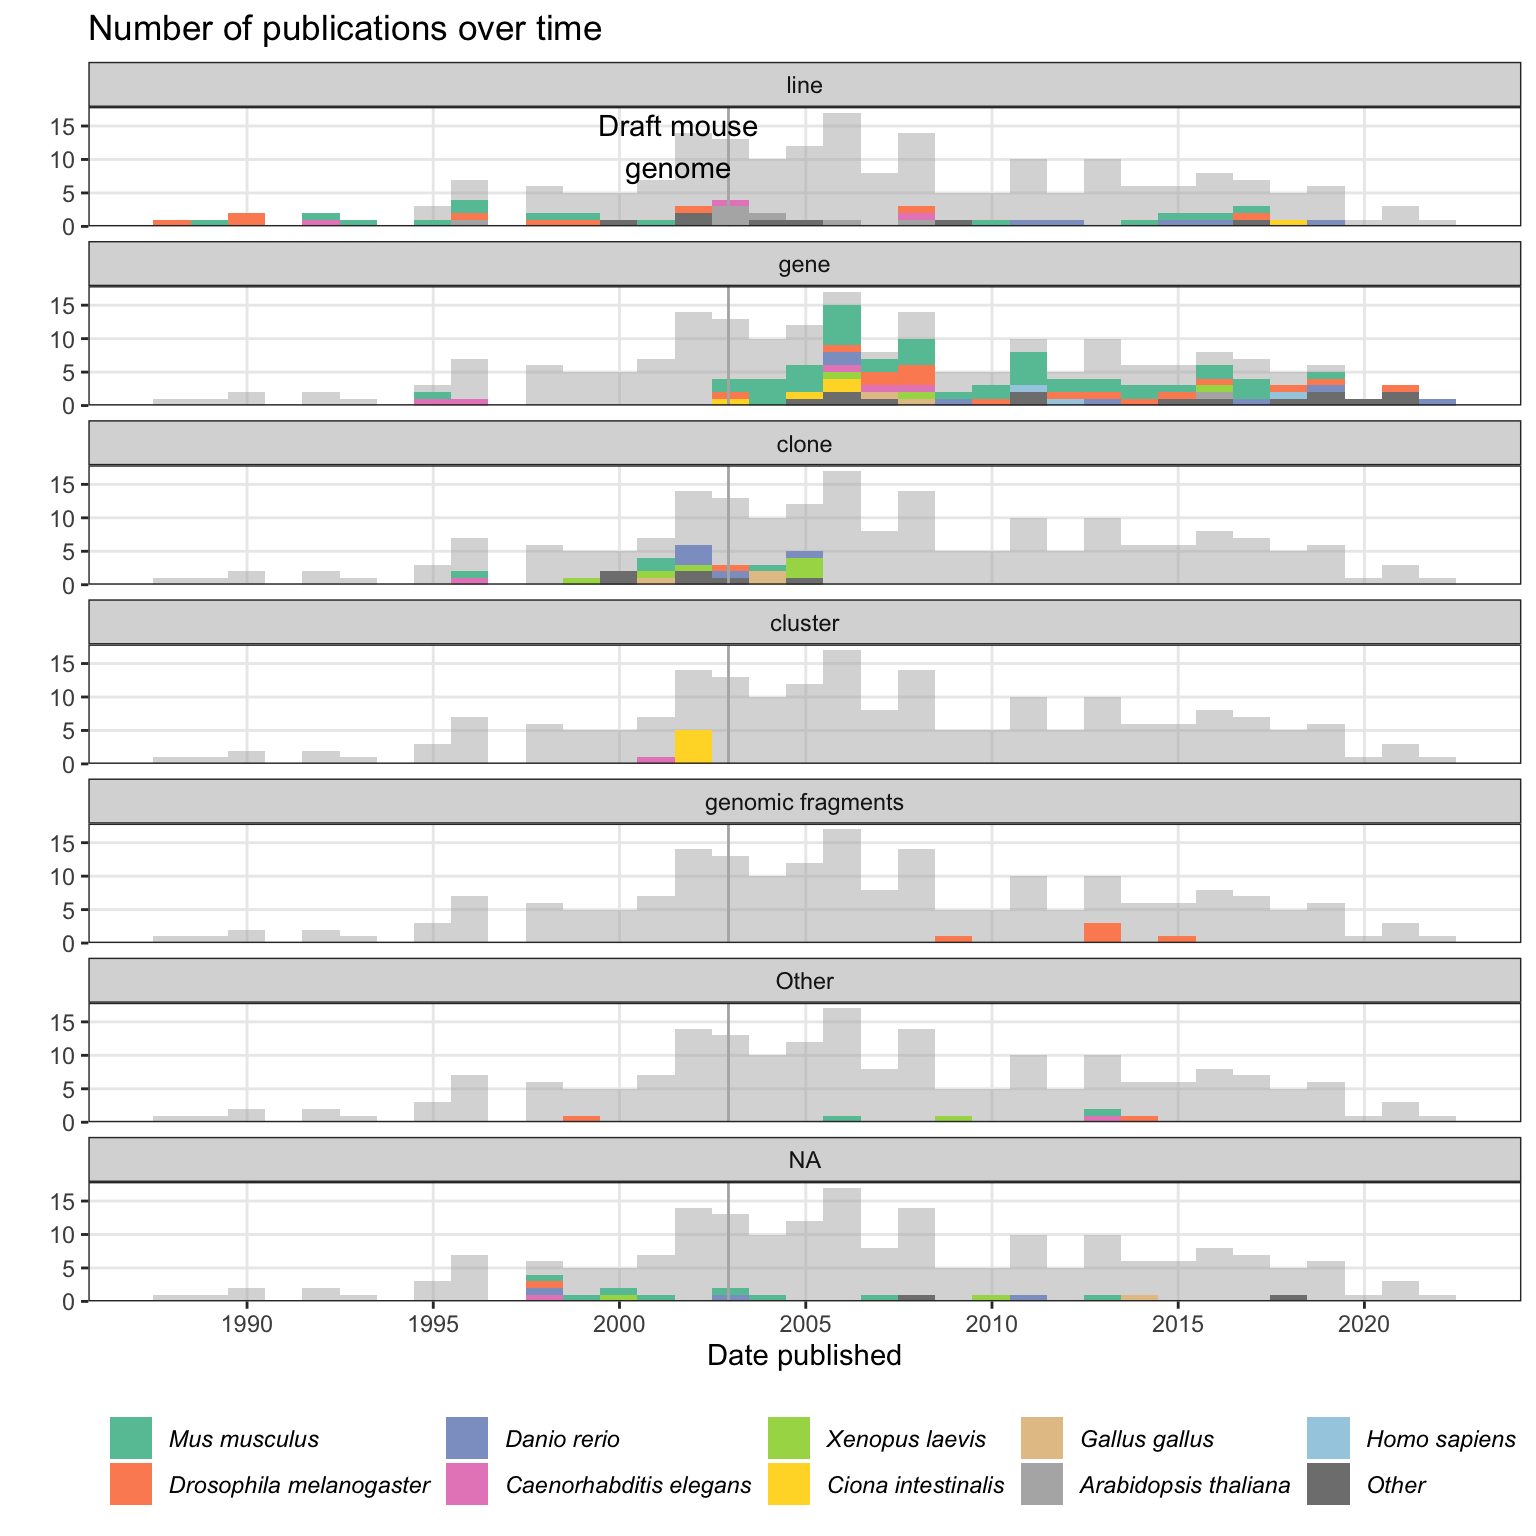 Number of publications over time
line
Draft mouse
genome
15
10
5
0
gene
15
10
5
0
clone
15
10
5
0
cluster
15
10
5
0
genomic fragments
15
10
5
0
Other
15
10
5
0
NA
15
10
5
0
1990 1995 2000 2005 2010 2015 2020
Date published
Mus musculus Danio rerio Xenopus laevis Gallus gallus Homo sapiens
Drosophila melanogaster Caenorhabditis elegans Ciona intestinalis Arabidopsis thaliana Other